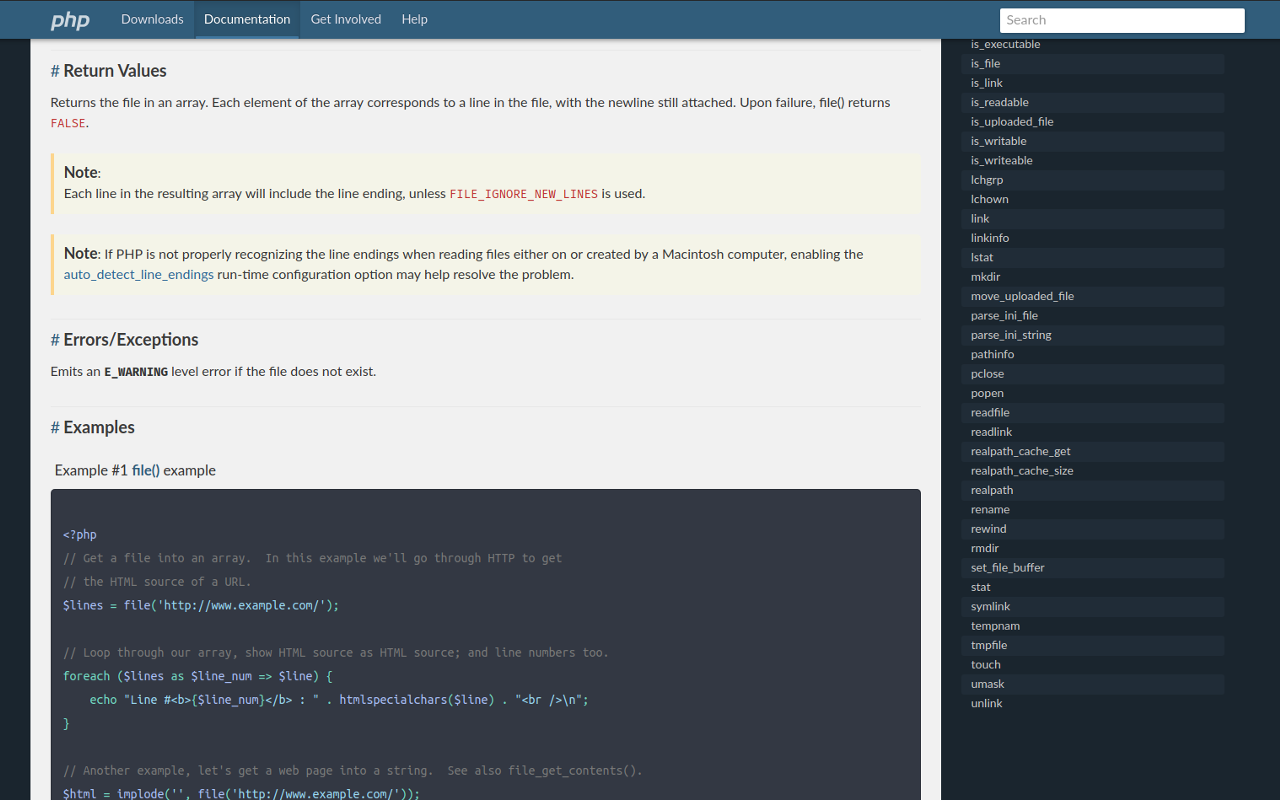 php Downloads Documentation Get Involved Help Search
# Return Values
Returns the file in an array. Each element of the array corresponds to a line in the file, with the newline still attached. Upon failure, file() returns
FALSE.
Note:
Each line in the resulting array will include the line ending, unless FILE_IGNORE_NEW_LINES is used.
Note: If PHP is not properly recognizing the line endings when reading files either on or created by a Macintosh computer, enabling the
auto_detect_line_endings run-time configuration option may help resolve the problem.
# Errors/Exceptions
Emits an E_WARNING level error if the file does not exist.
# Examples
Example #1 file() example
<?php
// Get a file into an array.  In this example we'll go through HTTP to get
// the HTML source of a URL.
$lines = file('http://www.example.com/');
// Loop through our array, show HTML source as HTML source; and line numbers too.
foreach ($lines as $line_num => $line) {
    echo "Line #<b>{$line_num}</b> : " . htmlspecialchars($line) . "<br />\n";
}
// Another example, let's get a web page into a string.  See also file_get_contents().
$html = implode('', file('http://www.example.com/'));
is_executable
is_file
is_link
is_readable
is_uploaded_file
is_writable
is_writeable
lchgrp
lchown
link
linkinfo
lstat
mkdir
move_uploaded_file
parse_ini_file
parse_ini_string
pathinfo
pclose
popen
readfile
readlink
realpath_cache_get
realpath_cache_size
realpath
rename
rewind
rmdir
set_file_buffer
stat
symlink
tempnam
tmpfile
touch
umask
unlink